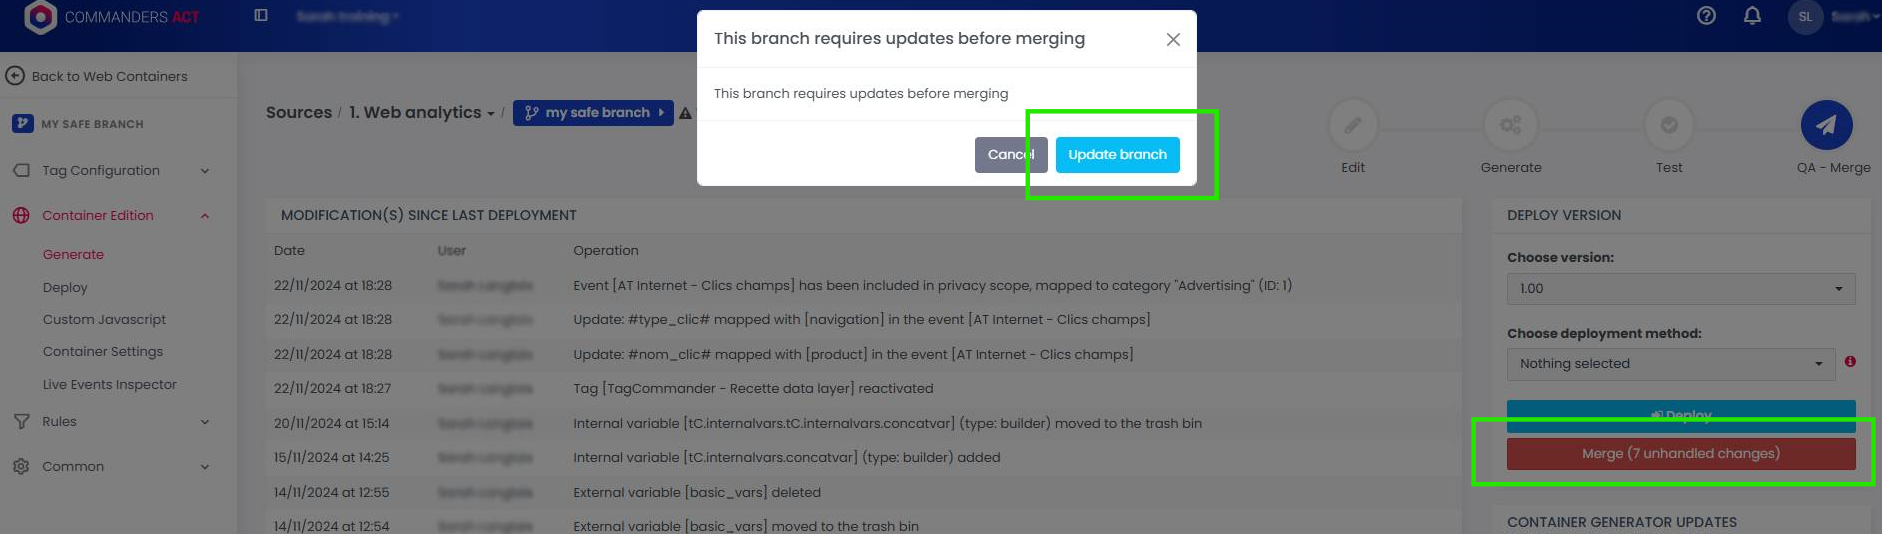 COMMANDERS ACT
SL
Back to Web Containers
MY SAFE BRANCH
Tag Configuration
Container Edition
Generate
Deploy
Custom Javascript
Container Settings
Live Events Inspector
Rules
Common
Sources / 1. Web analytics / my safe branch
This branch requires updates before merging
This branch requires updates before merging
Cancel Update branch
Edit Generate Test QA - Merge
MODIFICATION(S) SINCE LAST DEPLOYMENT
Date User Operation
22/11/2024 at 18:28 Event [AT Internet - Clics champs] has been included in privacy scope, mapped to category "Advertising" (ID: 1)
22/11/2024 at 18:28 Update: #type_clic# mapped with [navigation] in the event [AT Internet - Clics champs]
22/11/2024 at 18:28 Update: #nom_clic# mapped with [product] in the event [AT Internet - Clics champs]
22/11/2024 at 18:27 Tag [TagCommander - Recette data layer] reactivated
20/11/2024 at 15:14 Internal variable [tC.internalvars.tC.internalvars.concatvar] (type: builder) moved to the trash bin
15/11/2024 at 14:25 Internal variable [tC.internalvars.concatvar] (type: builder) added
14/11/2024 at 12:55 External variable [basic_vars] deleted
14/11/2024 at 12:54 External variable [basic_vars] moved to the trash bin
DEPLOY VERSION
Choose version:
1.00
Choose deployment method:
Nothing selected
Deploy
Merge (7 unhandled changes)
CONTAINER GENERATOR UPDATES